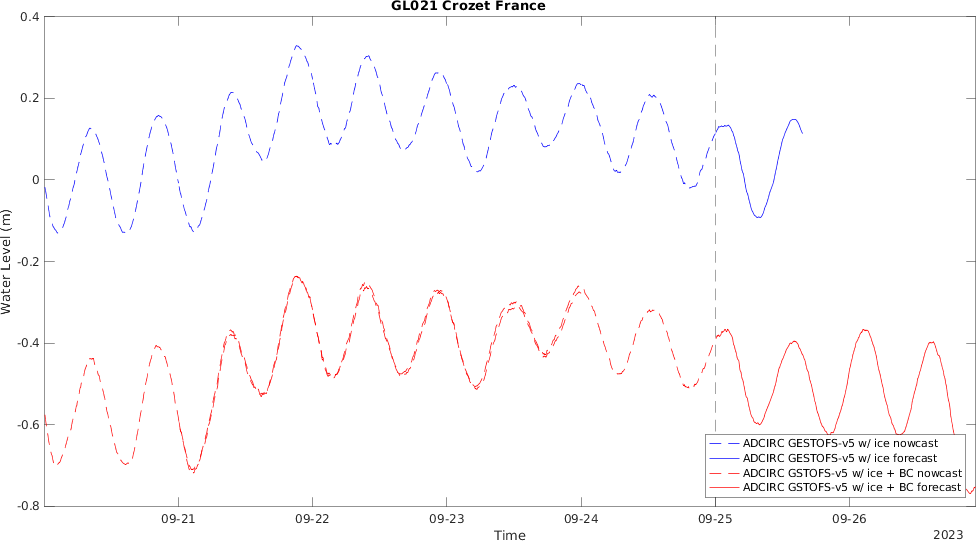 GL021 Crozet France
0.4
0.2
0
-0.2
-0.4
-0.6
-0.8
Water Level (m)
ADCIRC GESTOFS-v5 w/ ice nowcast
ADCIRC GESTOFS-v5 w/ ice forecast
ADCIRC GSTOFS-v5 w/ ice + BC nowcast
ADCIRC GSTOFS-v5 w/ ice + BC forecast
09-21 09-22 09-23 09-24 09-25 09-26
Time
2023